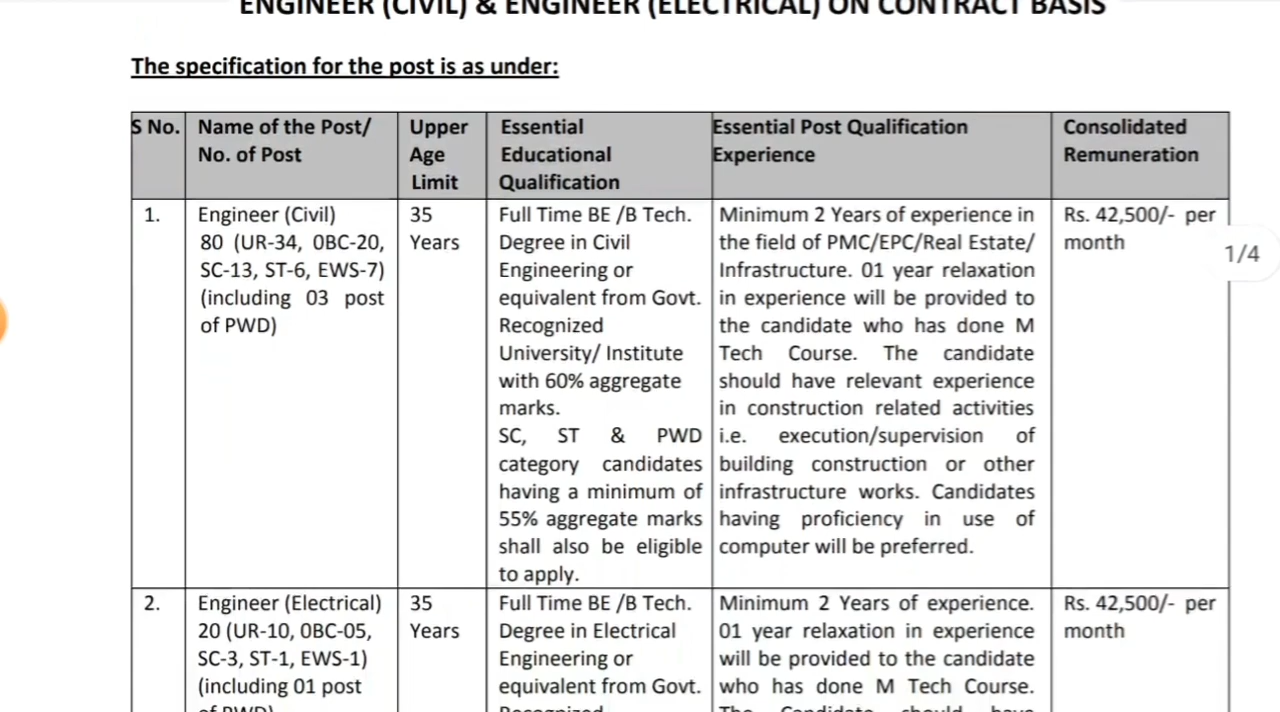 ENGINEER (CIVIL) & ENGINEER (ELECTRICAL) ON CONTRACT BASIS
The specification for the post is as under:
S No.
Name of the Post/
No. of Post
Upper
Age
Limit
Essential
Educational
Qualification
Essential Post Qualification
Experience
Consolidated
Remuneration
1.
Engineer (Civil)
80 (UR-34, OBC-20,
SC-13, ST-6, EWS-7)
(including 03 post
of PWD)
35
Years
Full Time BE /B Tech.
Degree in Civil
Engineering or
equivalent from Govt.
Recognized
University/ Institute
with 60% aggregate
marks.
SC, ST & PWD
category candidates
having a minimum of
55% aggregate marks
shall also be eligible
to apply.
Minimum 2 Years of experience in
the field of PMC/EPC/Real Estate/
Infrastructure. 01 year relaxation
in experience will be provided to
the candidate who has done M
Tech Course. The candidate
should have relevant experience
in construction related activities
i.e. execution/supervision of
building construction or other
infrastructure works. Candidates
having proficiency in use of
computer will be preferred.
Rs. 42,500/- per
month
1/4
2.
Engineer (Electrical)
20 (UR-10, OBC-05,
SC-3, ST-1, EWS-1)
(including 01 post
of PWD)
35
Years
Full Time BE /B Tech.
Degree in Electrical
Engineering or
equivalent from Govt.
Recognized
Minimum 2 Years of experience.
01 year relaxation in experience
will be provided to the candidate
who has done M Tech Course.
The Candidate should have
Rs. 42,500/- per
month